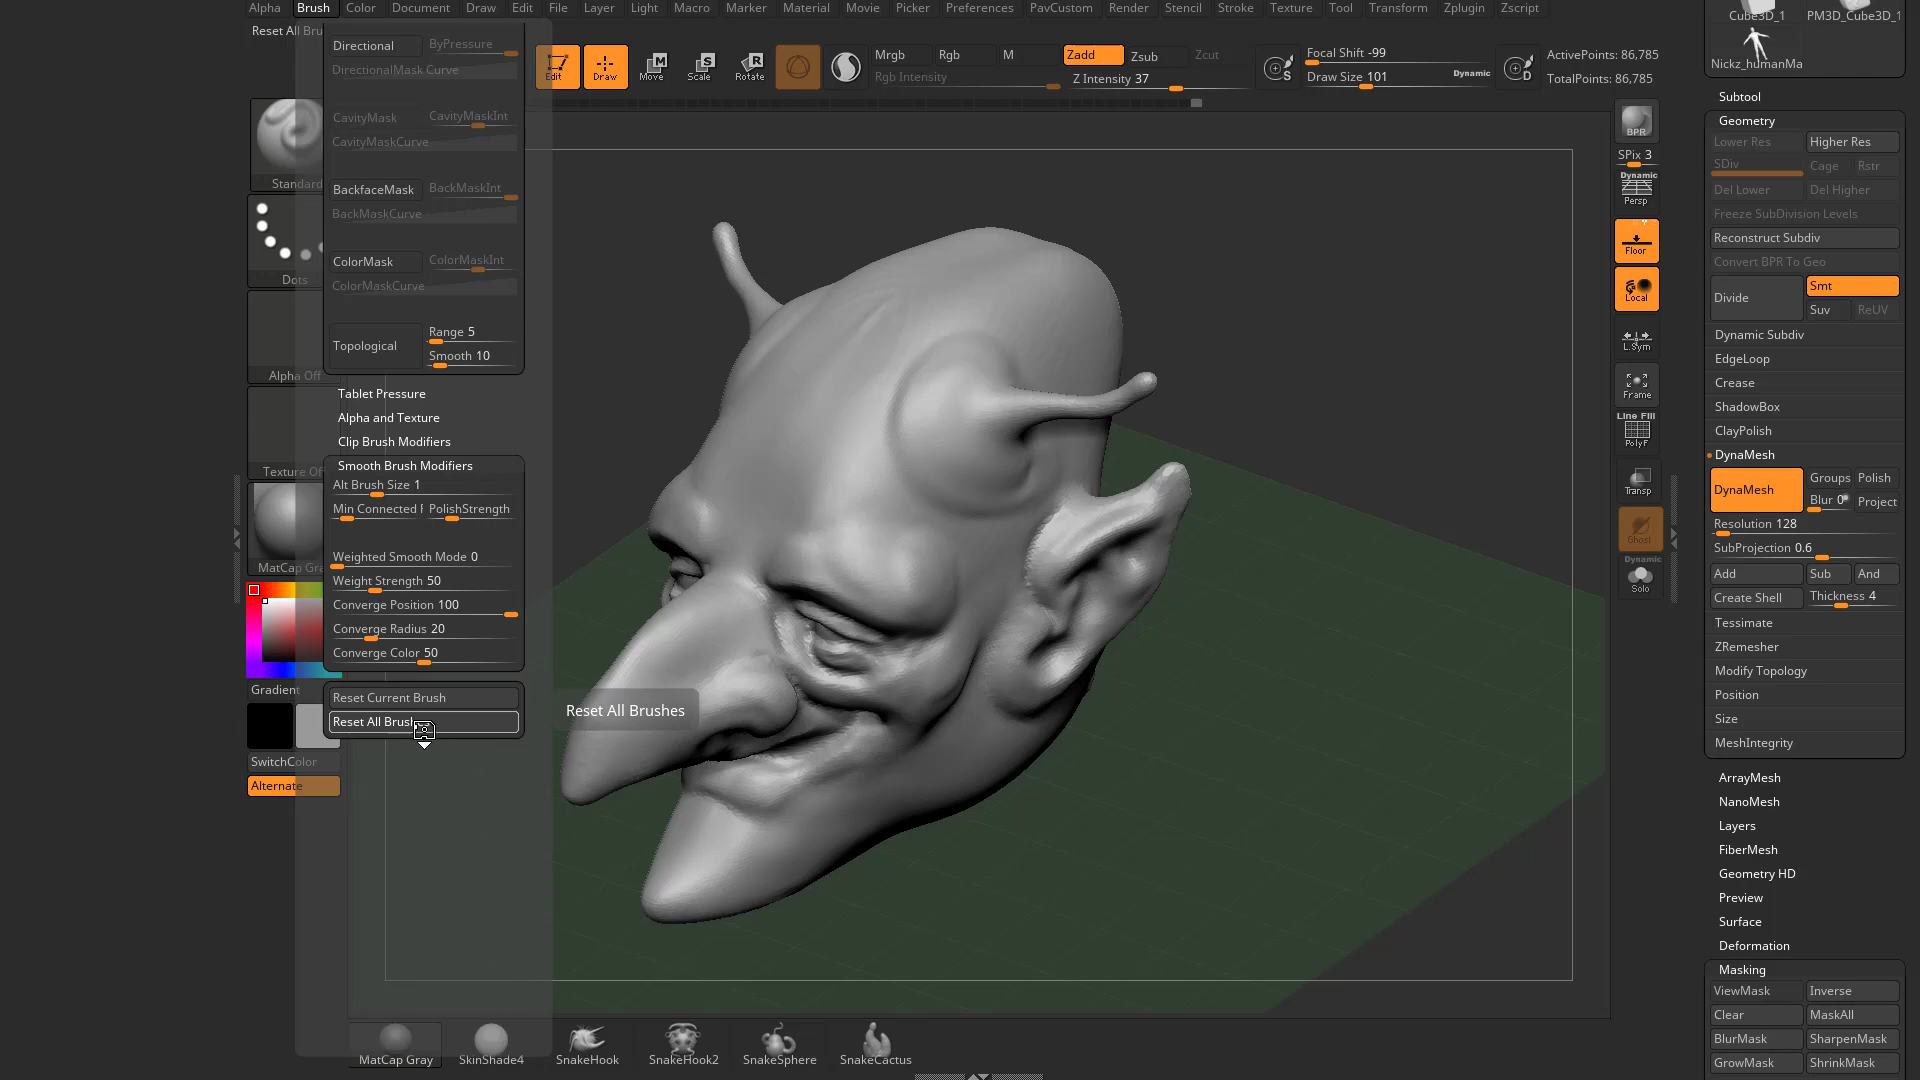 Alpha Brush Color Document Draw Edit File Layer Light Macro Marker Material Movie Picker Preferences PavCustom Render Stencil Stroke Texture Tool Transform Zplugin Zscript
Reset All Bru
Directional ByPressure
DirectionalMask Curve
CavityMask CavityMaskInt
CavityMaskCurve
BackfaceMask BackMaskInt
BackMaskCurve
ColorMask ColorMaskInt
ColorMaskCurve
Topological Range 5
Smooth 10
Tablet Pressure
Alpha and Texture
Clip Brush Modifiers
Smooth Brush Modifiers
Alt Brush Size 1
Min Connected PolishStrength
Weighted Smooth Mode 0
Weight Strength 50
Converge Position 100
Converge Radius 20
Converge Color 50
Reset Current Brush
Reset All Brush
Reset All Brushes
Standard
Dots
Alpha Off
Texture Off
MatCap Gra
Gradient
SwitchColor
Alternate
Edit Draw Move Scale Rotate
Mrgb Rgb M
Rgb Intensity
Zadd Zsub Zcut
Z Intensity 37
S
Focal Shift -99
Draw Size 101 Dynamic
D
ActivePoints: 86,785
TotalPoints: 86,785
BPR
SPix 3
Dynamic
Persp
Floor
Local
L.Sym
Frame
Line Fill
PolyF
Transp
Ghost
Dynamic
Solo
Cube3D_1 PM3D_Cube3D_1
Nickz_humanMa
Subtool
Geometry
Lower Res Higher Res
SDiv Cage Rstr
Del Lower Del Higher
Freeze SubDivision Levels
Reconstruct Subdiv
Convert BPR To Geo
Divide Smt
Suv ReUV
Dynamic Subdiv
EdgeLoop
Crease
ShadowBox
ClayPolish
DynaMesh
DynaMesh Groups Polish
Blur 0 Project
Resolution 128
SubProjection 0.6
Add Sub And
Create Shell Thickness 4
Tessimate
ZRemesher
Modify Topology
Position
Size
MeshIntegrity
ArrayMesh
NanoMesh
Layers
FiberMesh
Geometry HD
Preview
Surface
Deformation
Masking
ViewMask Inverse
Clear MaskAll
BlurMask SharpenMask
GrowMask ShrinkMask
MatCap Gray SkinShade4 SnakeHook SnakeHook2 SnakeSphere SnakeCactus